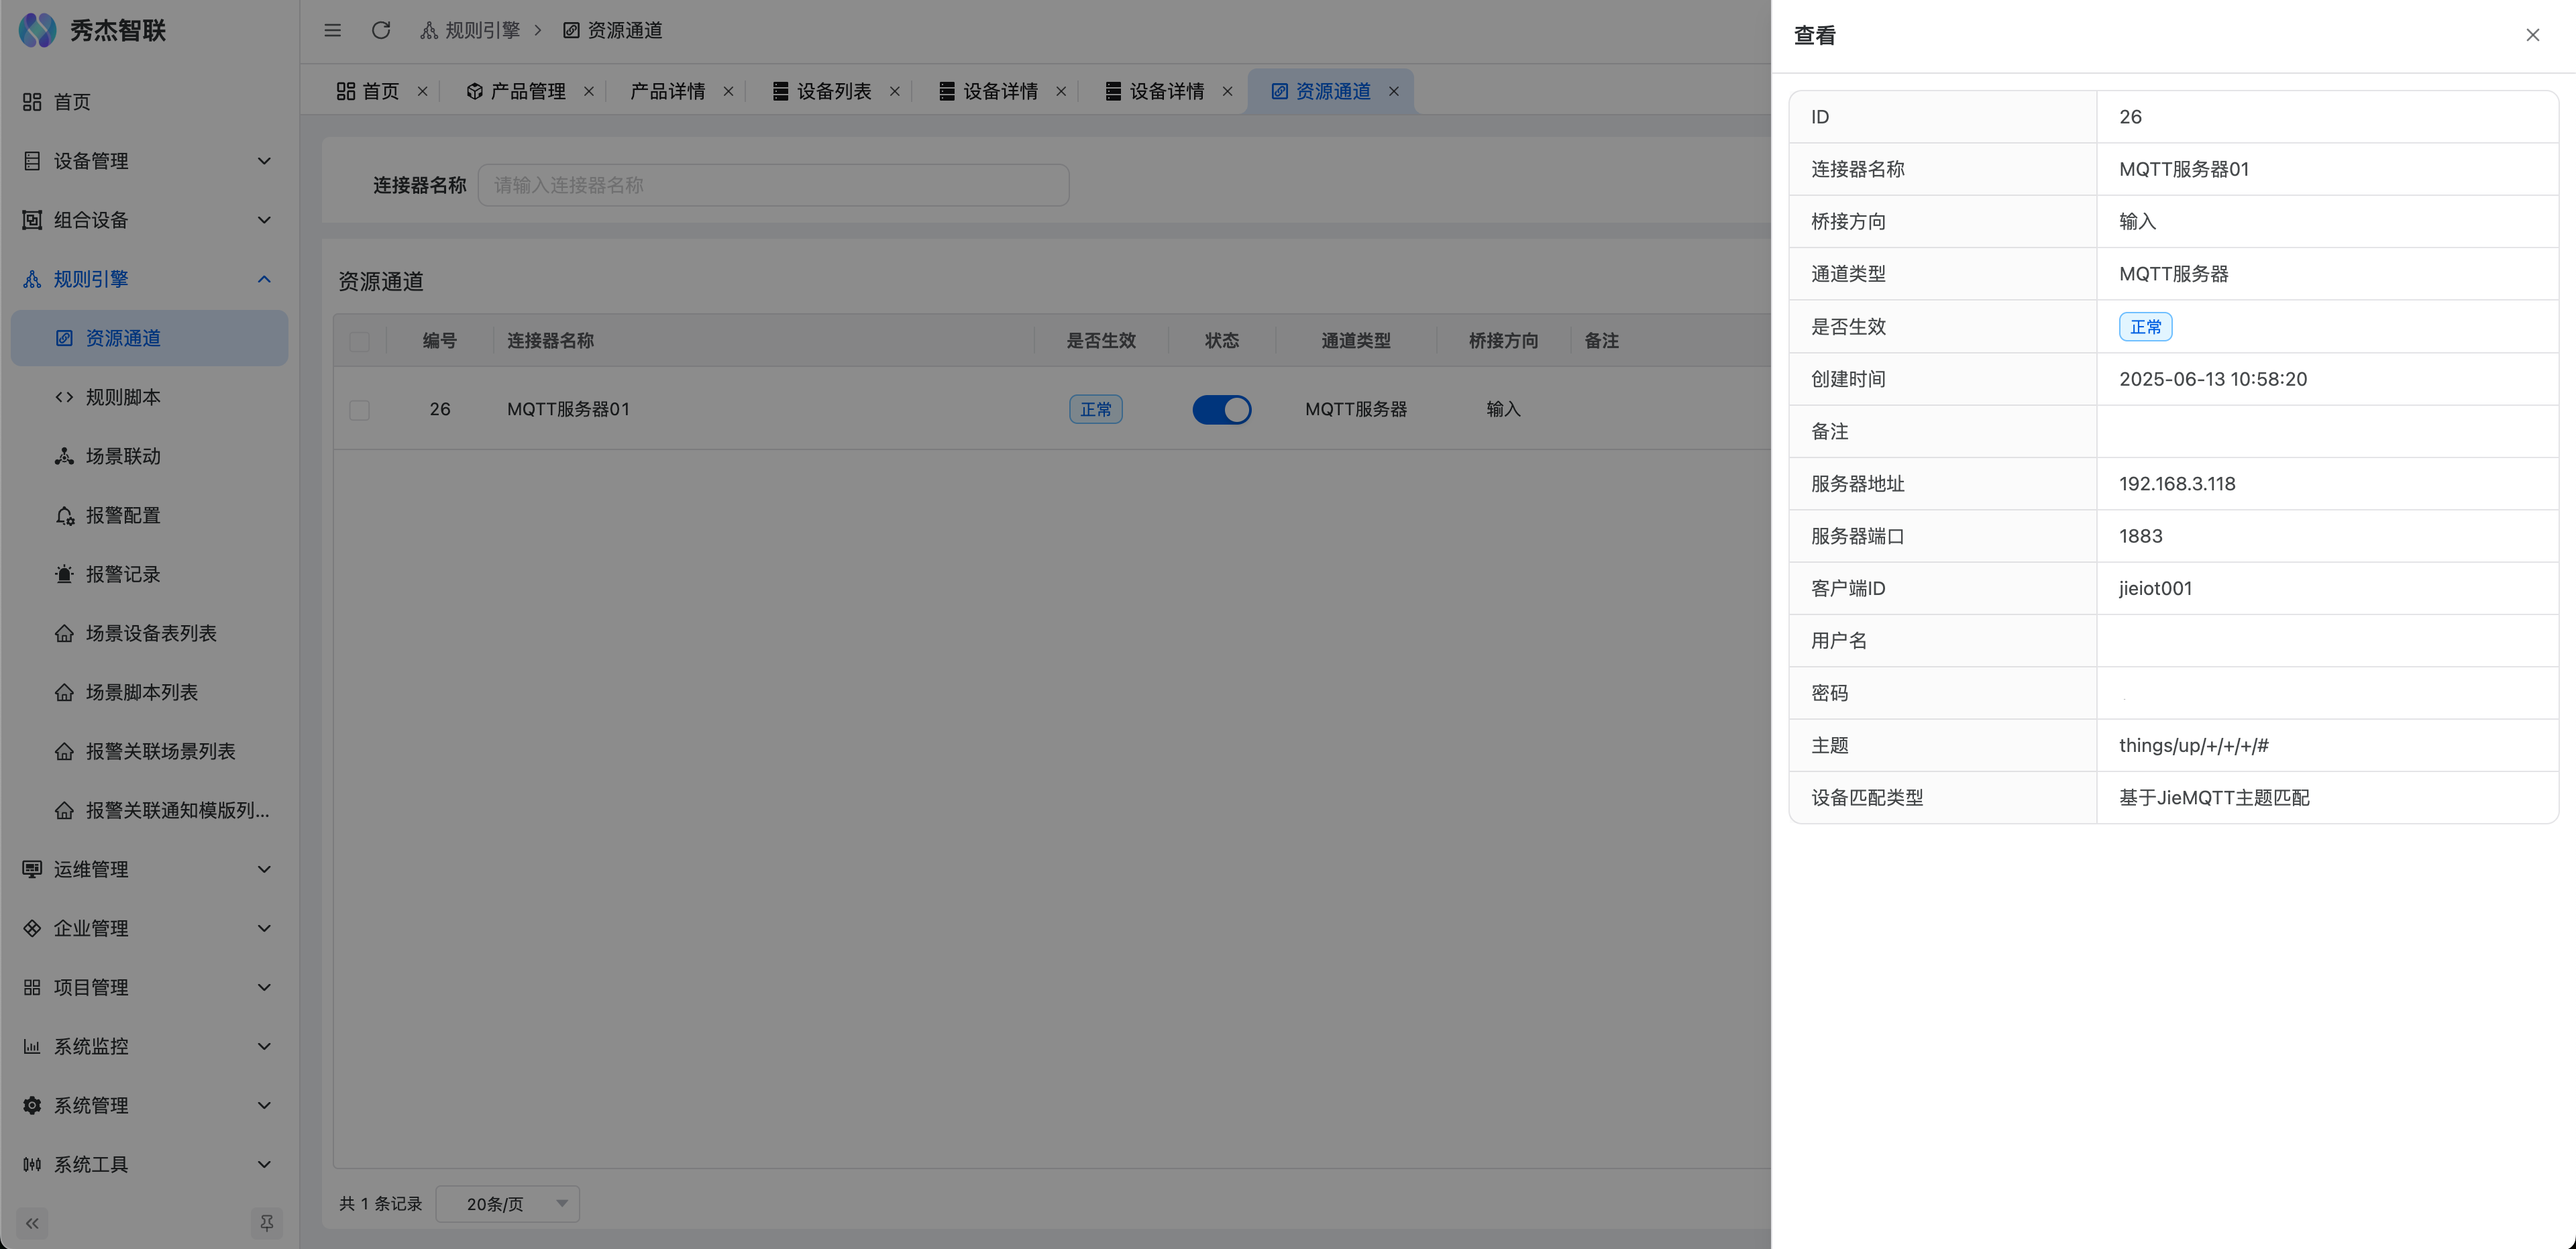 秀杰智联
首页
设备管理
组合设备
规则引擎
资源通道
规则脚本
场景联动
报警配置
报警记录
场景设备表列表
场景脚本列表
报警关联场景列表
报警关联通知模版列...
运维管理
企业管理
项目管理
系统监控
系统管理
系统工具
规则引擎 > 资源通道
首页 产品管理 产品详情 设备列表 设备详情 设备详情 资源通道
连接器名称 请输入连接器名称
资源通道
编号 连接器名称 是否生效 状态 通道类型 桥接方向 备注
26 MQTT服务器01 正常 MQTT服务器 输入
共 1 条记录 20条/页
查看
ID 26
连接器名称 MQTT服务器01
桥接方向 输入
通道类型 MQTT服务器
是否生效 正常
创建时间 2025-06-13 10:58:20
备注
服务器地址 192.168.3.118
服务器端口 1883
客户端ID jieiot001
用户名
密码
主题 things/up/+/+/+/#
设备匹配类型 基于JieMQTT主题匹配